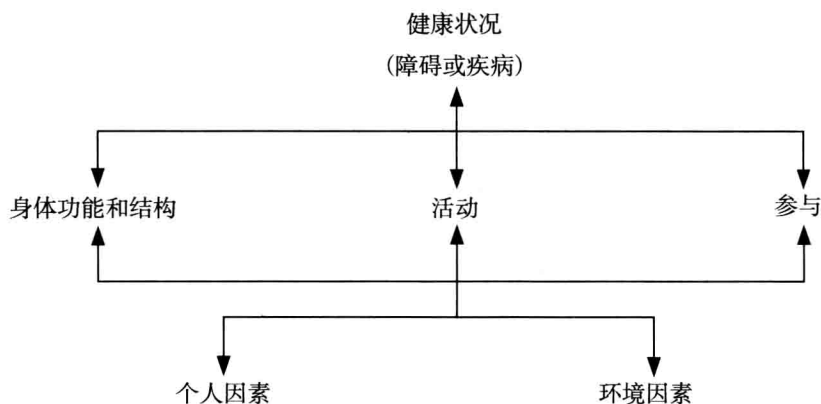 健康状况
(障碍或疾病)
身体功能和结构
活动
参与
个人因素
环境因素